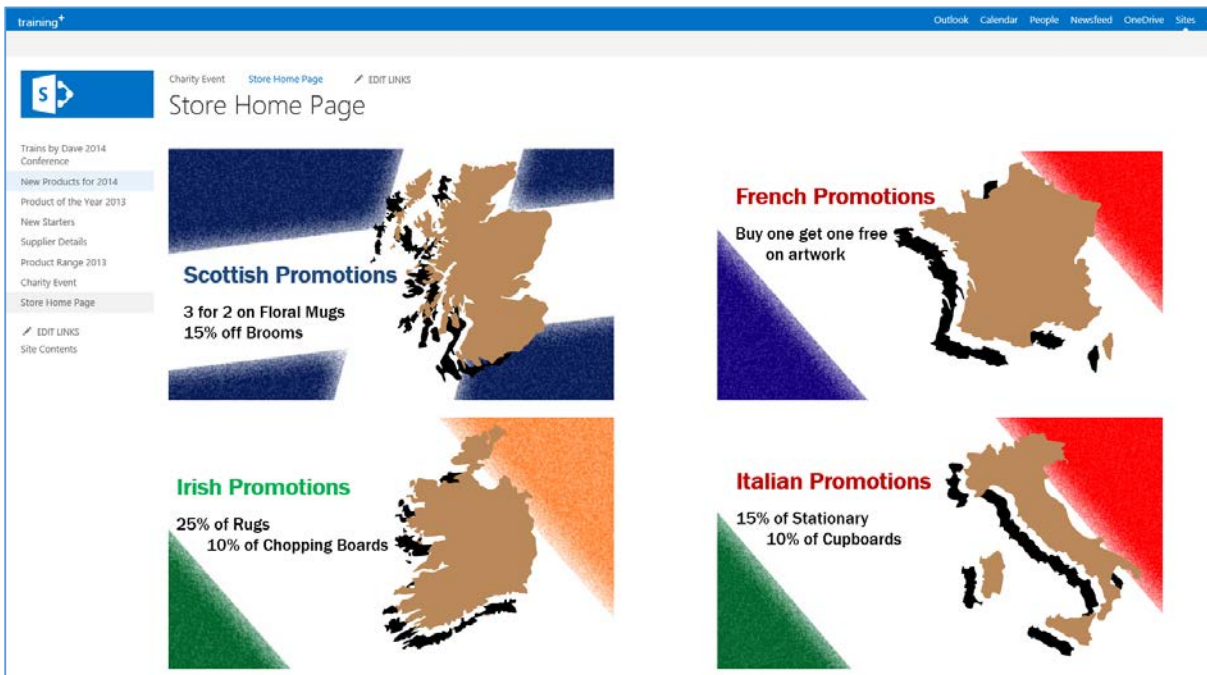 training+
Outlook Calendar People Newsfeed OneDrive Sites
S
Charity Event Store Home Page EDIT LINKS
Store Home Page
Trains by Dave 2014
Conference
New Products for 2014
Product of the Year 2013
New Starters
Supplier Details
Product Range 2013
Charity Event
Store Home Page
EDIT LINKS
Site Contents
Scottish Promotions
3 for 2 on Floral Mugs
15% off Brooms
French Promotions
Buy one get one free
on artwork
Irish Promotions
25% of Rugs
10% of Chopping Boards
Italian Promotions
15% of Stationary
10% of Cupboards